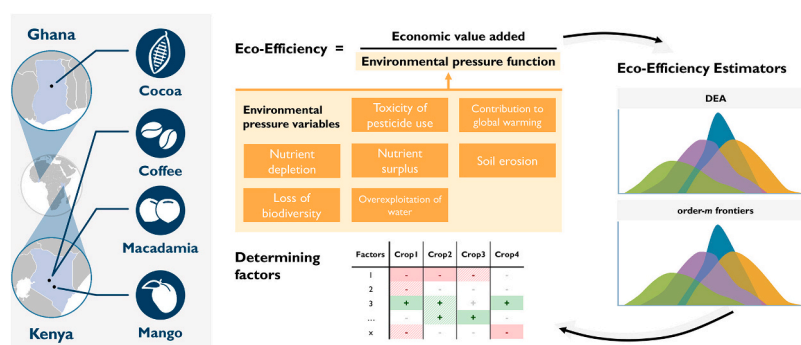 Ghana
Cocoa
Coffee
Macadamia
Kenya
Mango
Eco-Efficiency =
Economic value added
Environmental pressure function
Environmental
pressure variables
Toxicity of
pesticide use
Contribution to
global warming
Nutrient
depletion
Nutrient
surplus
Soil erosion
Loss of
biodiversity
Overexploitation of
water
Determining
factors
Factors Crop1 Crop2 Crop3 Crop4
1 - - - -
2 - - - -
3 + + + +
... - + + -
x - - - -
Eco-Efficiency Estimators
DEA
order-m frontiers